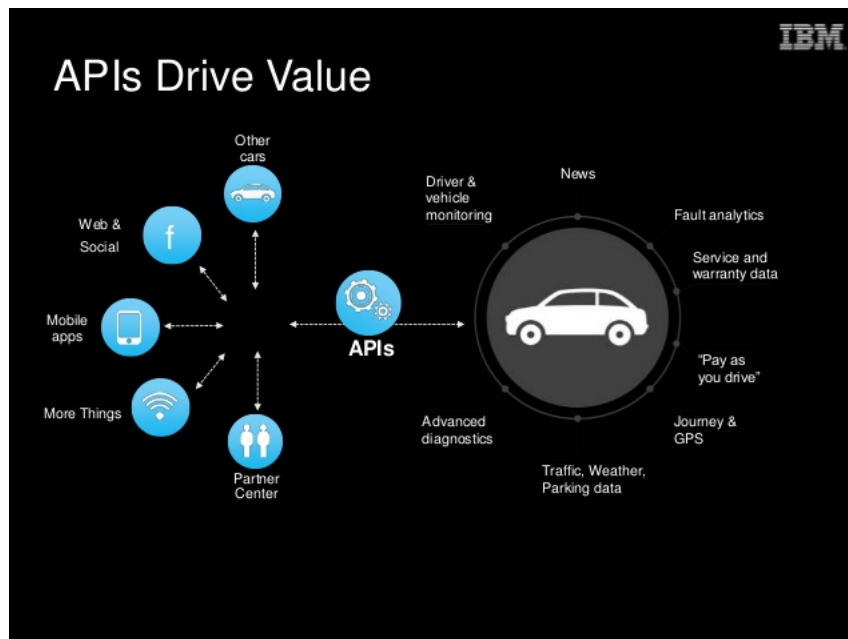 IBM
APIs Drive Value
Other
cars
Web &
Social
f
Mobile
apps
More Things
Partner
Center
APIs
News
Driver &
vehicle
monitoring
Fault analytics
Service and
warranty data
"Pay as
you drive"
Journey &
GPS
Advanced
diagnostics
Traffic, Weather,
Parking data